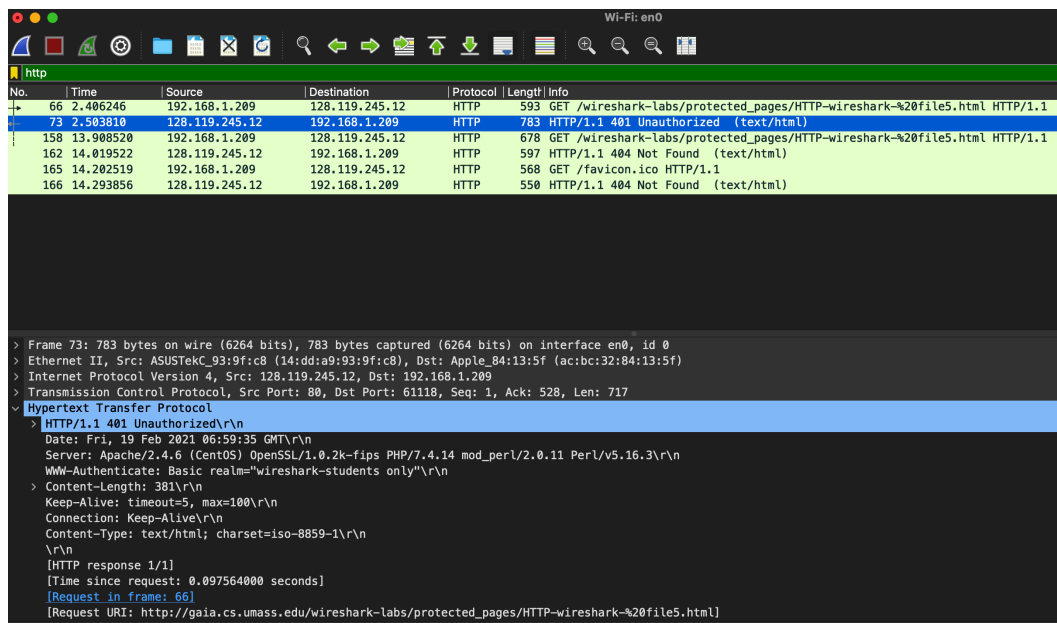 Wi-Fi: en0
http
No. Time Source Destination Protocol Length Info
66 2.406246 192.168.1.209 128.119.245.12 HTTP 593 GET /wireshark-labs/protected_pages/HTTP-wireshark-%20file5.html HTTP/1.1
73 2.503810 128.119.245.12 192.168.1.209 HTTP 783 HTTP/1.1 401 Unauthorized (text/html)
158 13.908520 192.168.1.209 128.119.245.12 HTTP 678 GET /wireshark-labs/protected_pages/HTTP-wireshark-%20file5.html HTTP/1.1
162 14.019522 128.119.245.12 192.168.1.209 HTTP 597 HTTP/1.1 404 Not Found (text/html)
165 14.202519 192.168.1.209 128.119.245.12 HTTP 568 GET /favicon.ico HTTP/1.1
166 14.293856 128.119.245.12 192.168.1.209 HTTP 550 HTTP/1.1 404 Not Found (text/html)
> Frame 73: 783 bytes on wire (6264 bits), 783 bytes captured (6264 bits) on interface en0, id 0
> Ethernet II, Src: ASUSTekC_93:9f:c8 (14:dd:a9:93:9f:c8), Dst: Apple_84:13:5f (ac:bc:32:84:13:5f)
> Internet Protocol Version 4, Src: 128.119.245.12, Dst: 192.168.1.209
> Transmission Control Protocol, Src Port: 80, Dst Port: 61118, Seq: 1, Ack: 528, Len: 717
Hypertext Transfer Protocol
> HTTP/1.1 401 Unauthorized\r\n
Date: Fri, 19 Feb 2021 06:59:35 GMT\r\n
Server: Apache/2.4.6 (CentOS) OpenSSL/1.0.2k-fips PHP/7.4.14 mod_perl/2.0.11 Perl/v5.16.3\r\n
WWW-Authenticate: Basic realm="wireshark-students only"\r\n
> Content-Length: 381\r\n
Keep-Alive: timeout=5, max=100\r\n
Connection: Keep-Alive\r\n
Content-Type: text/html; charset=iso-8859-1\r\n
\r\n
[HTTP response 1/1]
[Time since request: 0.097564000 seconds]
[Request in frame: 66]
[Request URI: http://gaia.cs.umass.edu/wireshark-labs/protected_pages/HTTP-wireshark-%20file5.html]